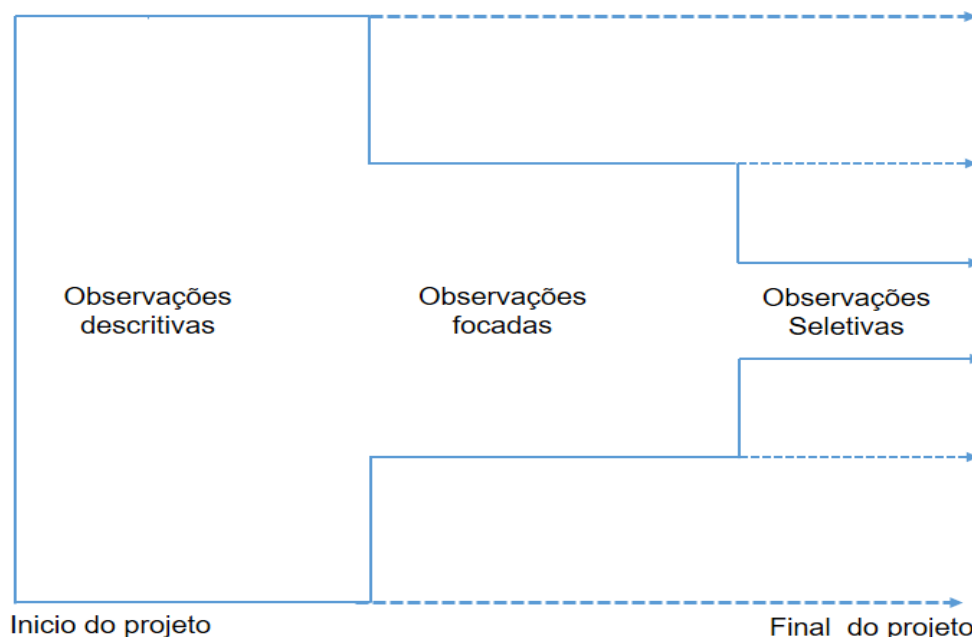 Observações
descritivas
Observações
focadas
Observações
Seletivas
Inicio do projeto
Final do projeto